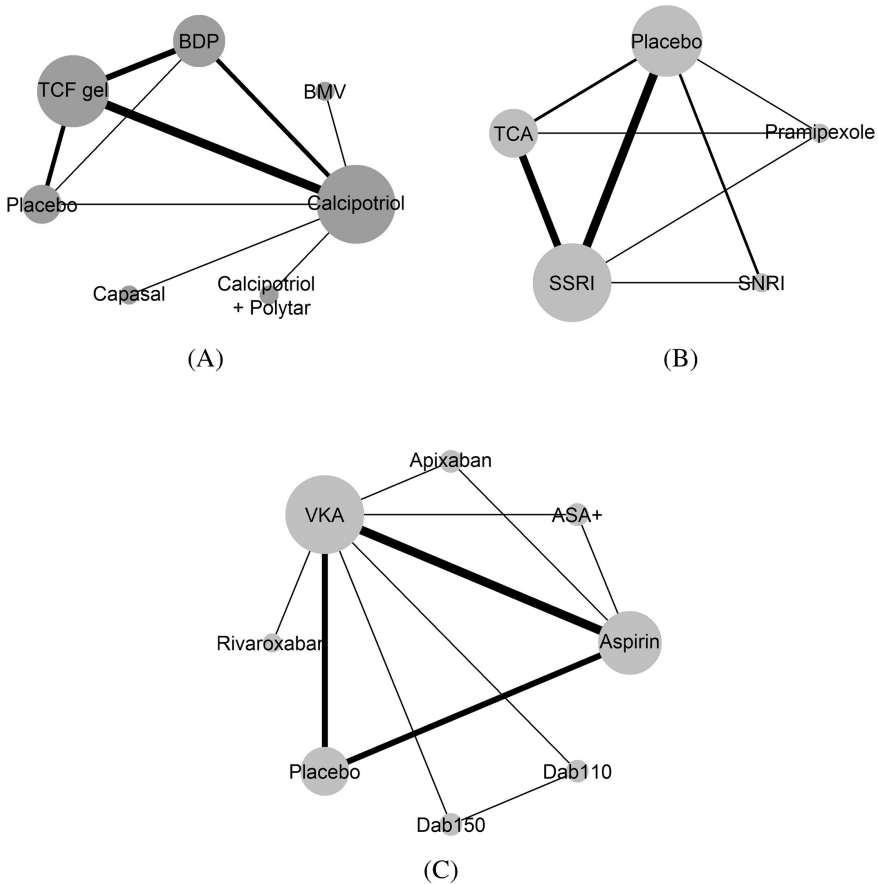 BDP
TCF gel
BMV
Placebo
Calcipotriol
Capasal
Calcipotriol
+ Polytar
(A)
Placebo
TCA
Pramipexole
SSRI
SNRI
(B)
Apixaban
VKA
ASA+
Rivaroxaban
Aspirin
Placebo
Dab110
Dab150
(C)